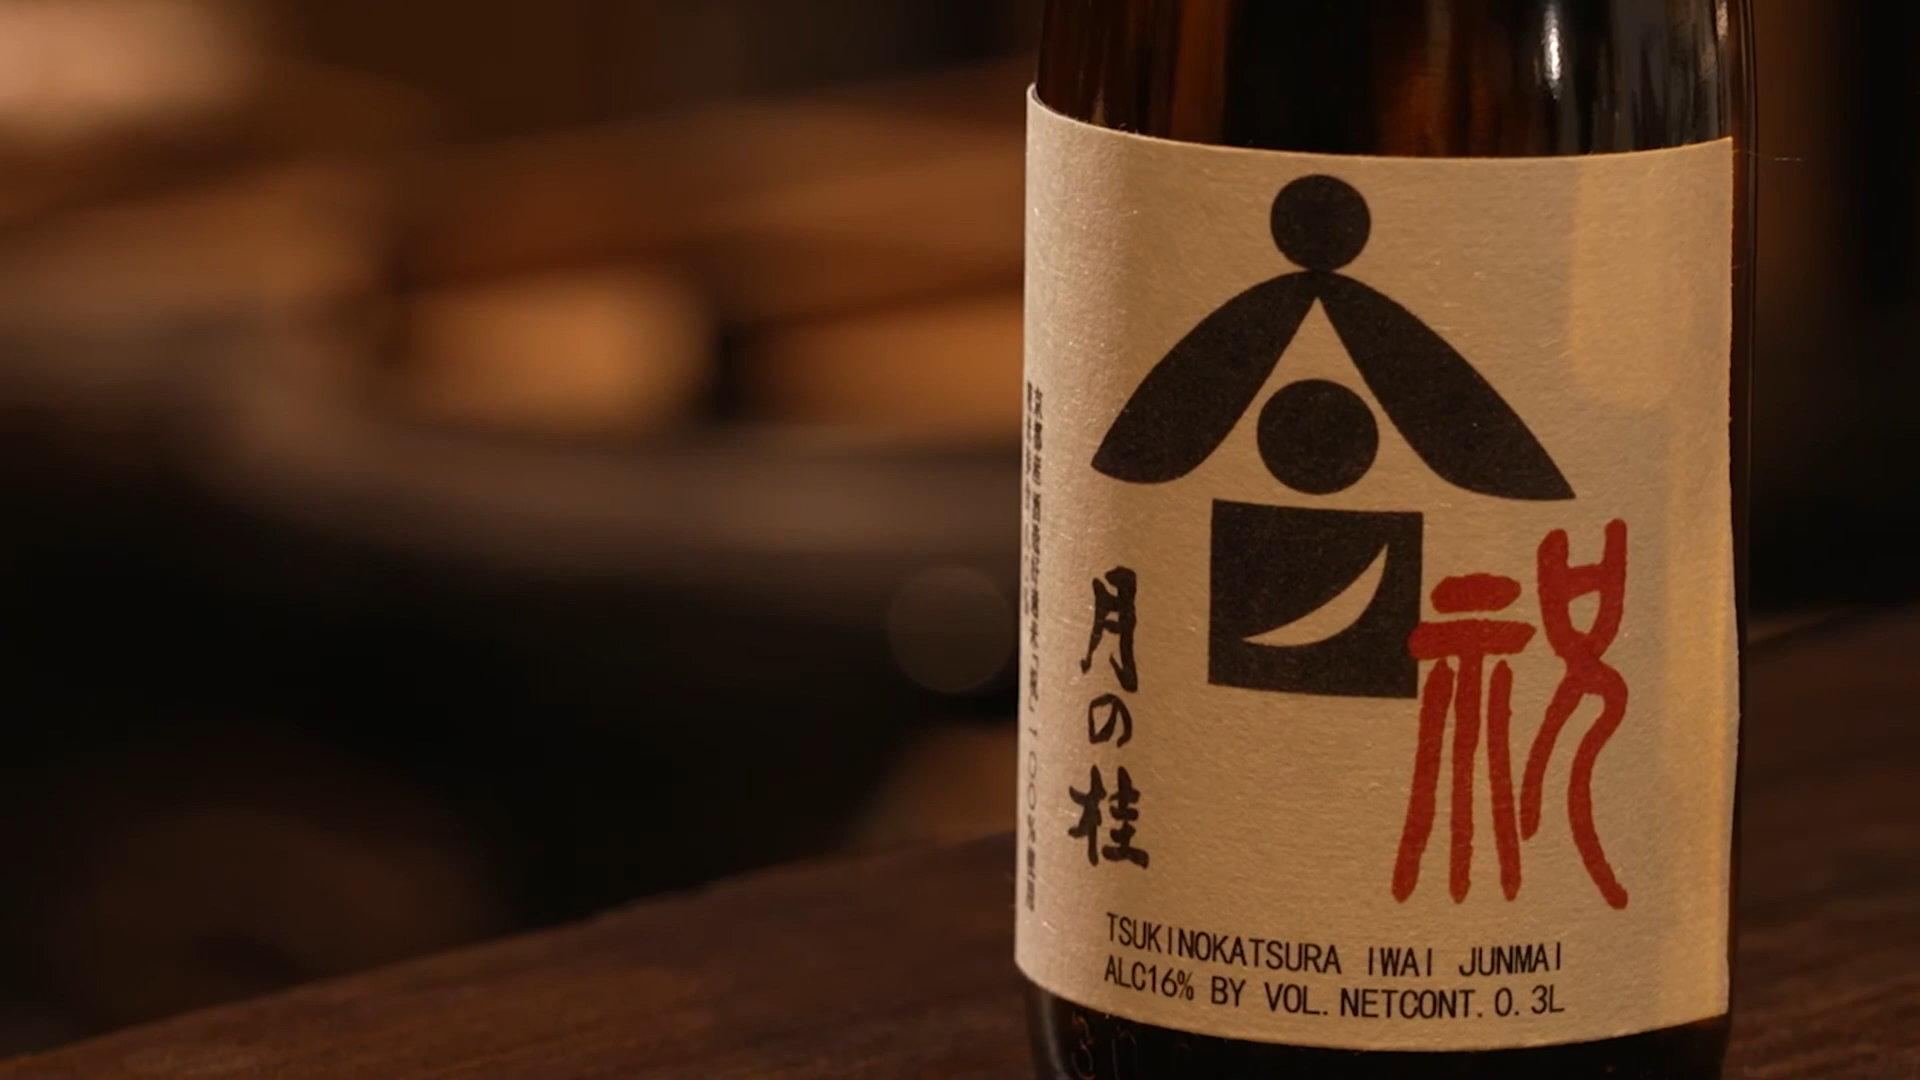 月の桂
祝
TSUKINOKATSURA IWAI JUNMAI
ALC16% BY VOL. NETCONT. 0.3L